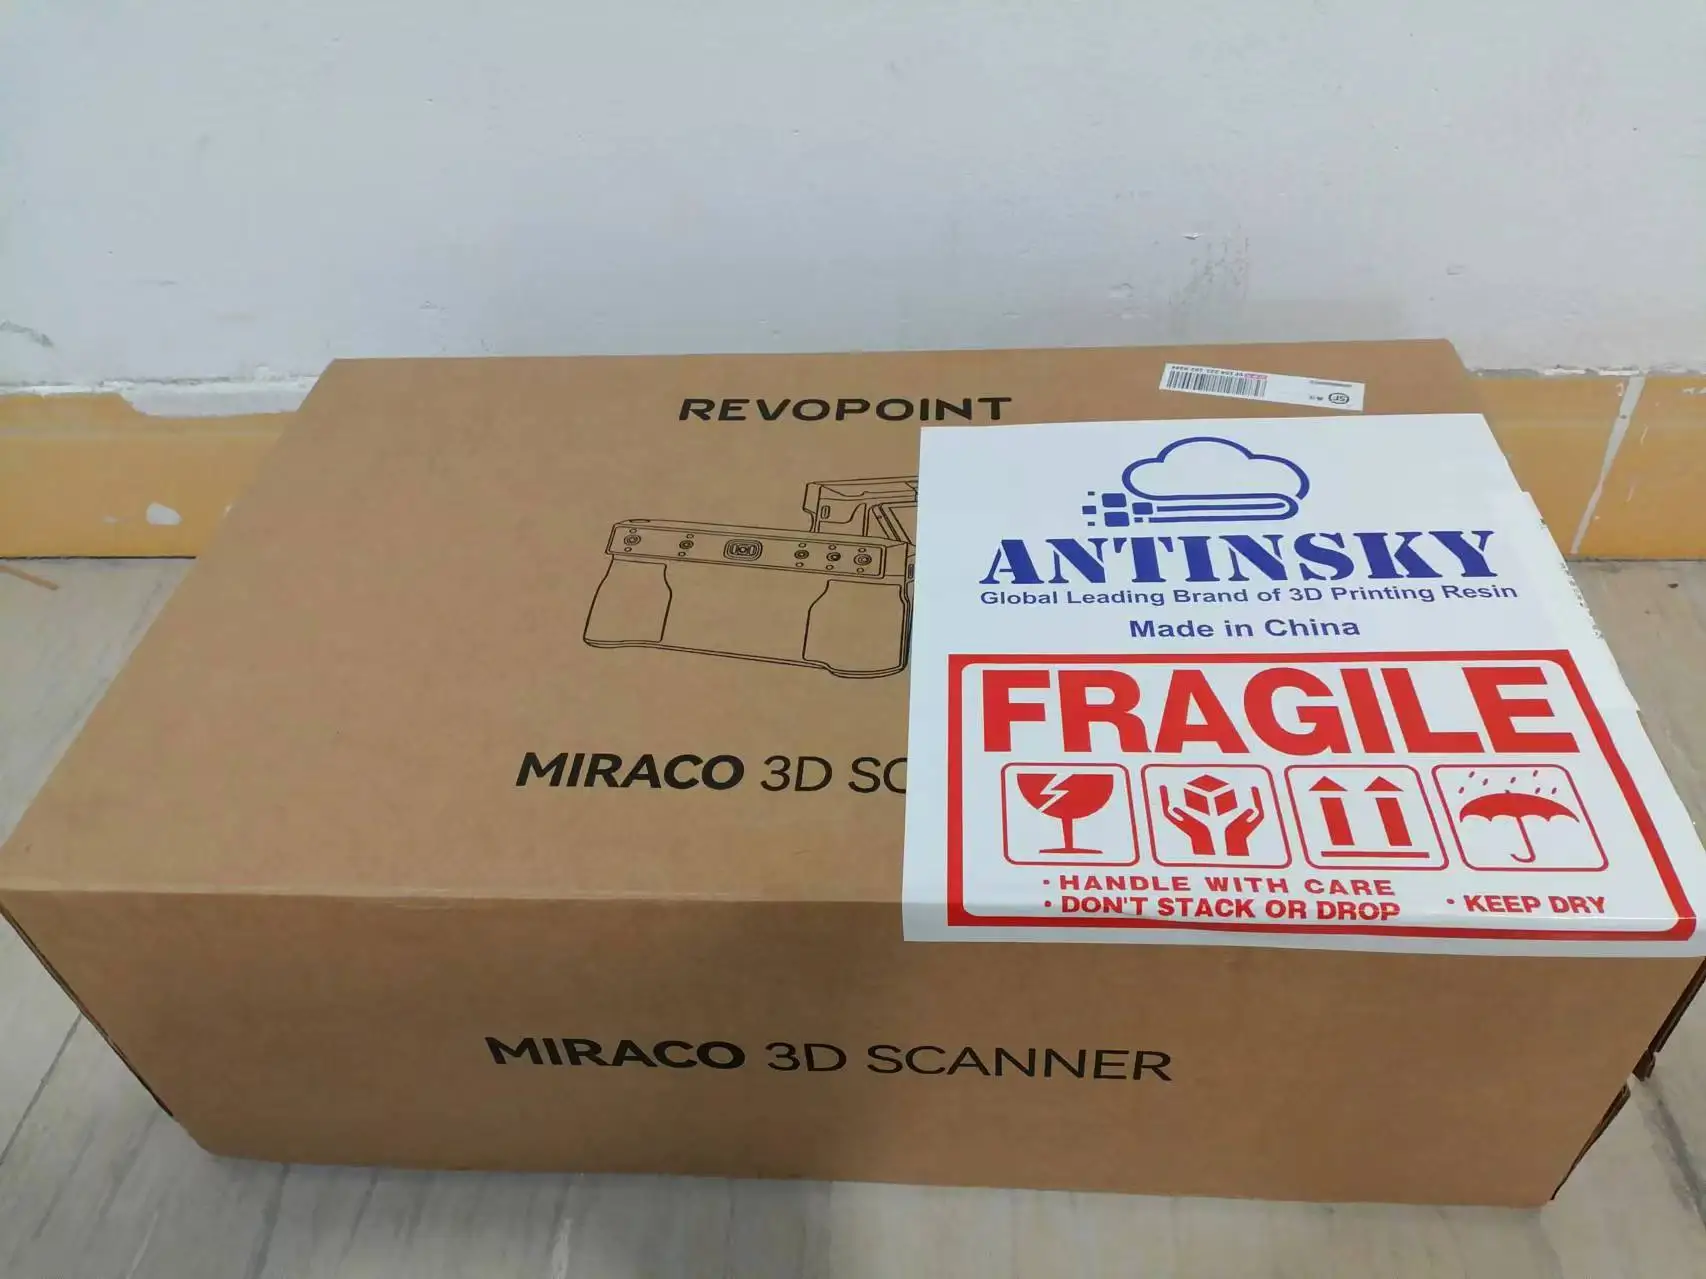 REVOPOINT
SF
ANTINSKY
Global Leading Brand of 3D Printing Resin
Made in China
FRAGILE
MIRACO 3D SC
· HANDLE WITH CARE
· DON'T STACK OR DROP
· KEEP DRY
MIRACO 3D SCANNER